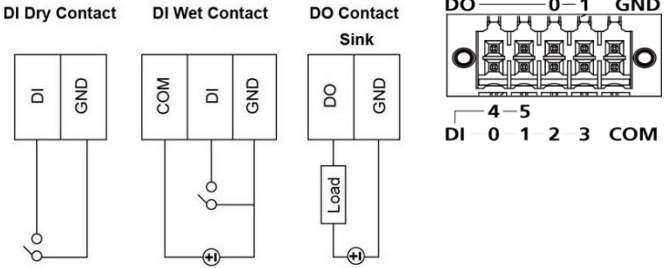 DI Dry Contact
DI
GND
DI Wet Contact
COM
DI
GND
DO Contact
Sink
DO
GND
Load
DO 0 1 GND
4 5
DI 0 1 2 3 COM